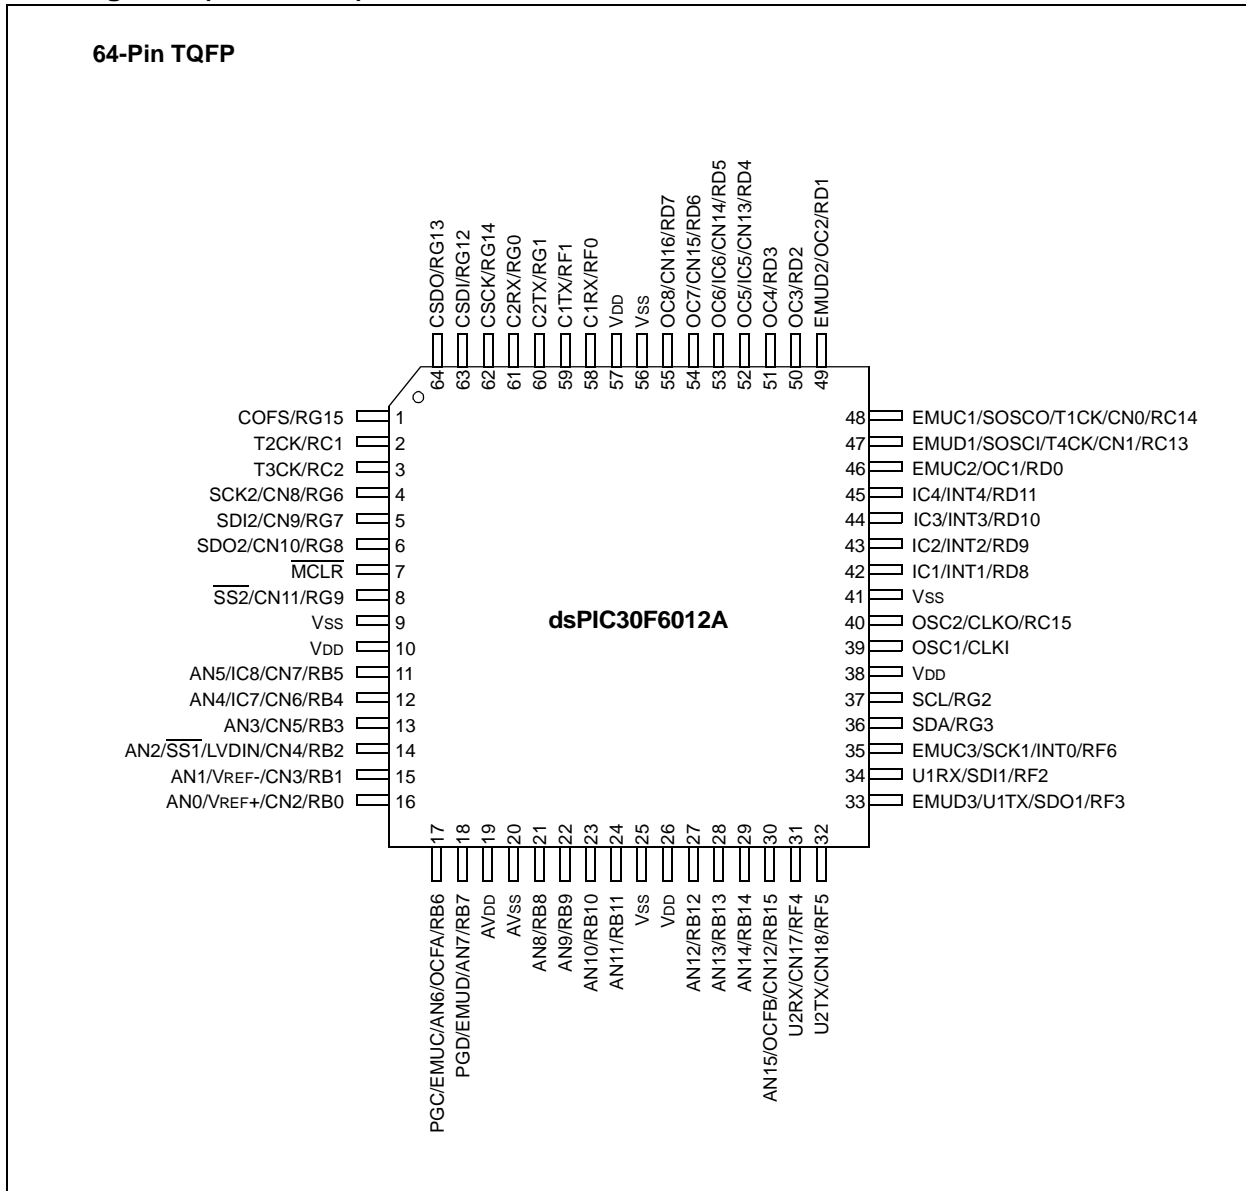 64-Pin TQFP
CSDO/RG13
CSDI/RG12
CSCK/RG14
C2RX/RG0
C2TX/RG1
C1TX/RF1
C1RX/RF0
VDD
VSS
OC8/CN16/RD7
OC7/CN15/RD6
OC6/IC6/CN14/RD5
OC5/IC5/CN13/RD4
OC4/RD3
OC3/RD2
EMUD2/OC2/RD1
64 63 62 61 60 59 58 57 56 55 54 53 52 51 50 49
COFS/RG15 1
T2CK/RC1 2
T3CK/RC2 3
SCK2/CN8/RG6 4
SDI2/CN9/RG7 5
SDO2/CN10/RG8 6
MCLR 7
SS2/CN11/RG9 8
VSS 9
VDD 10
AN5/IC8/CN7/RB5 11
AN4/IC7/CN6/RB4 12
AN3/CN5/RB3 13
AN2/SS1/LVDIN/CN4/RB2 14
AN1/VREF-/CN3/RB1 15
AN0/VREF+/CN2/RB0 16
dsPIC30F6012A
48 EMUC1/SOSCO/T1CK/CN0/RC14
47 EMUD1/SOSCI/T4CK/CN1/RC13
46 EMUC2/OC1/RD0
45 IC4/INT4/RD11
44 IC3/INT3/RD10
43 IC2/INT2/RD9
42 IC1/INT1/RD8
41 VSS
40 OSC2/CLKO/RC15
39 OSC1/CLKI
38 VDD
37 SCL/RG2
36 SDA/RG3
35 EMUC3/SCK1/INT0/RF6
34 U1RX/SDI1/RF2
33 EMUD3/U1TX/SDO1/RF3
17 18 19 20 21 22 23 24 25 26 27 28 29 30 31 32
PGC/EMUC/AN6/OCFA/RB6
PGD/EMUD/AN7/RB7
AVDD
AVSS
AN8/RB8
AN9/RB9
AN10/RB10
AN11/RB11
VSS
VDD
AN12/RB12
AN13/RB13
AN14/RB14
AN15/OCFB/CN12/RB15
U2RX/CN17/RF4
U2TX/CN18/RF5